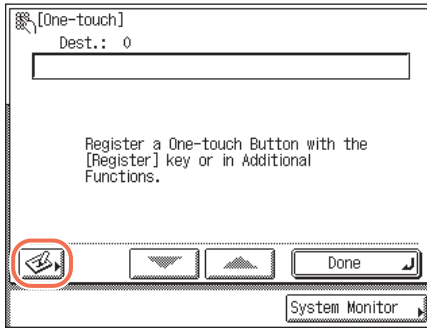 [One-touch]
Dest.: 0
Register a One-touch Button with the
[Register] key or in Additional
Functions.
Done
System Monitor